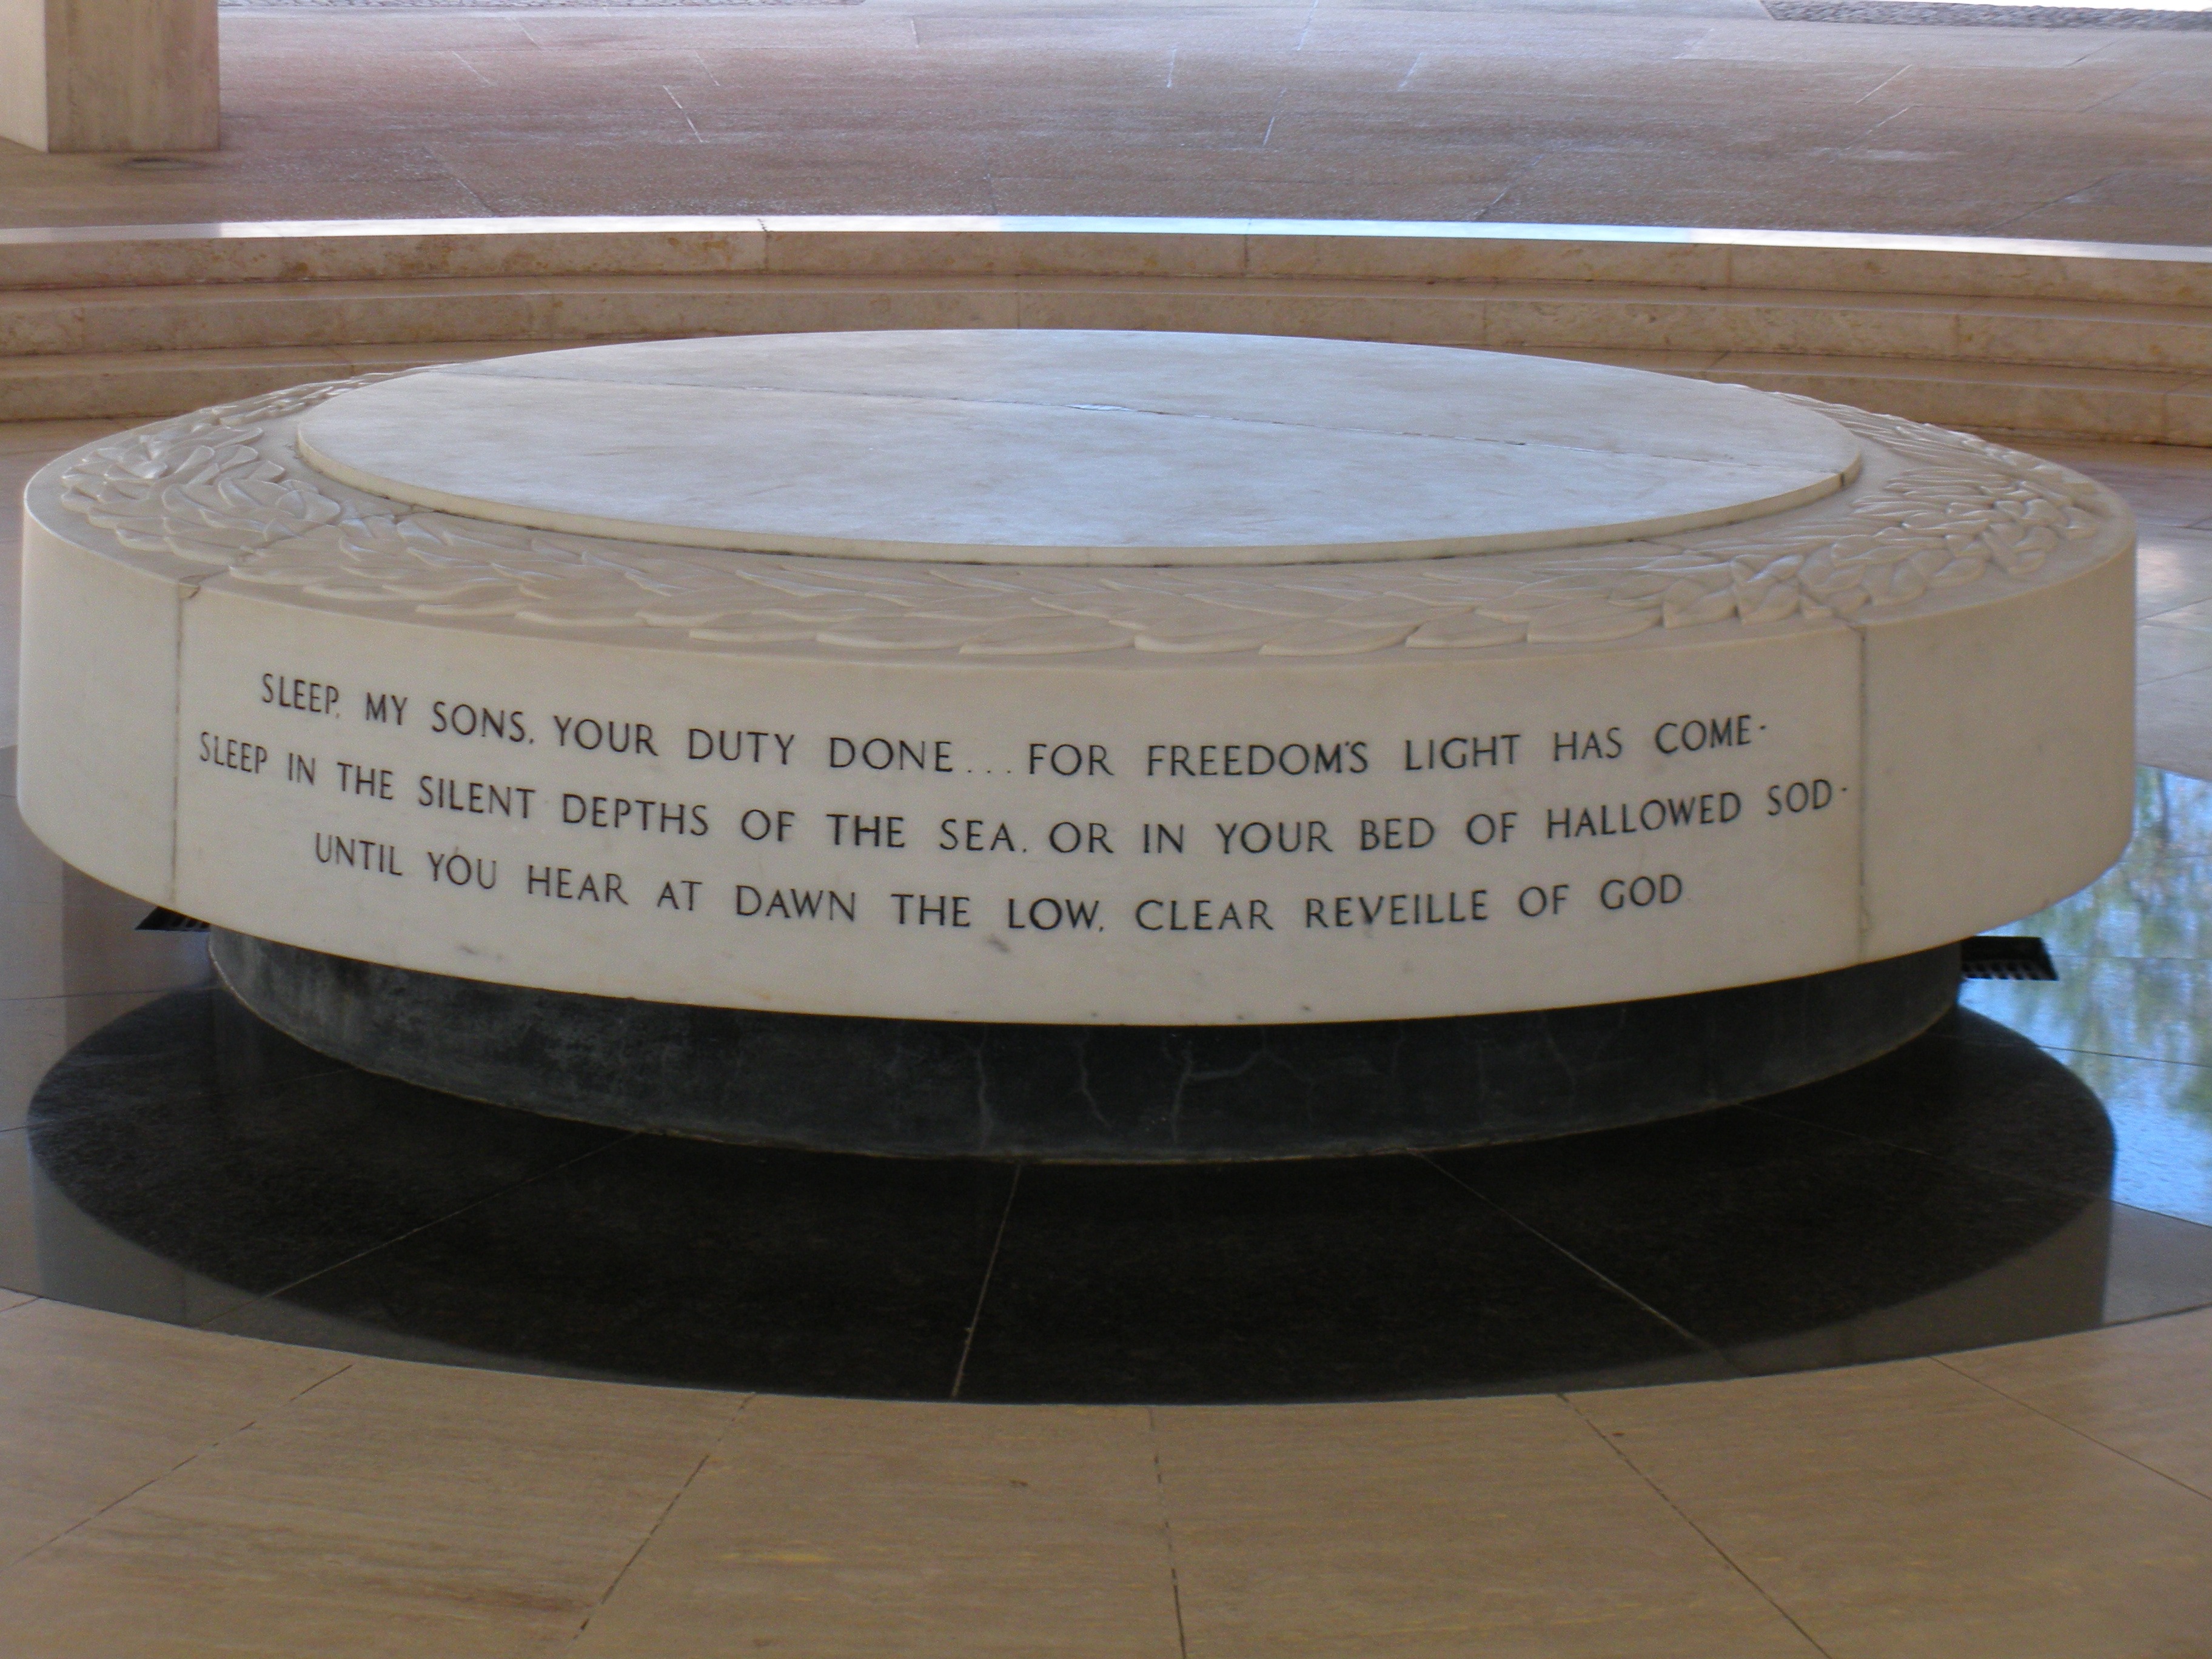 SLEEP, MY SONS, YOUR DUTY DONE... FOR FREEDOM'S LIGHT HAS COME-
SLEEP IN THE SILENT DEPTHS OF THE SEA, OR IN YOUR BED OF HALLOWED SOD-
UNTIL YOU HEAR AT DAWN THE LOW, CLEAR REVEILLE OF GOD